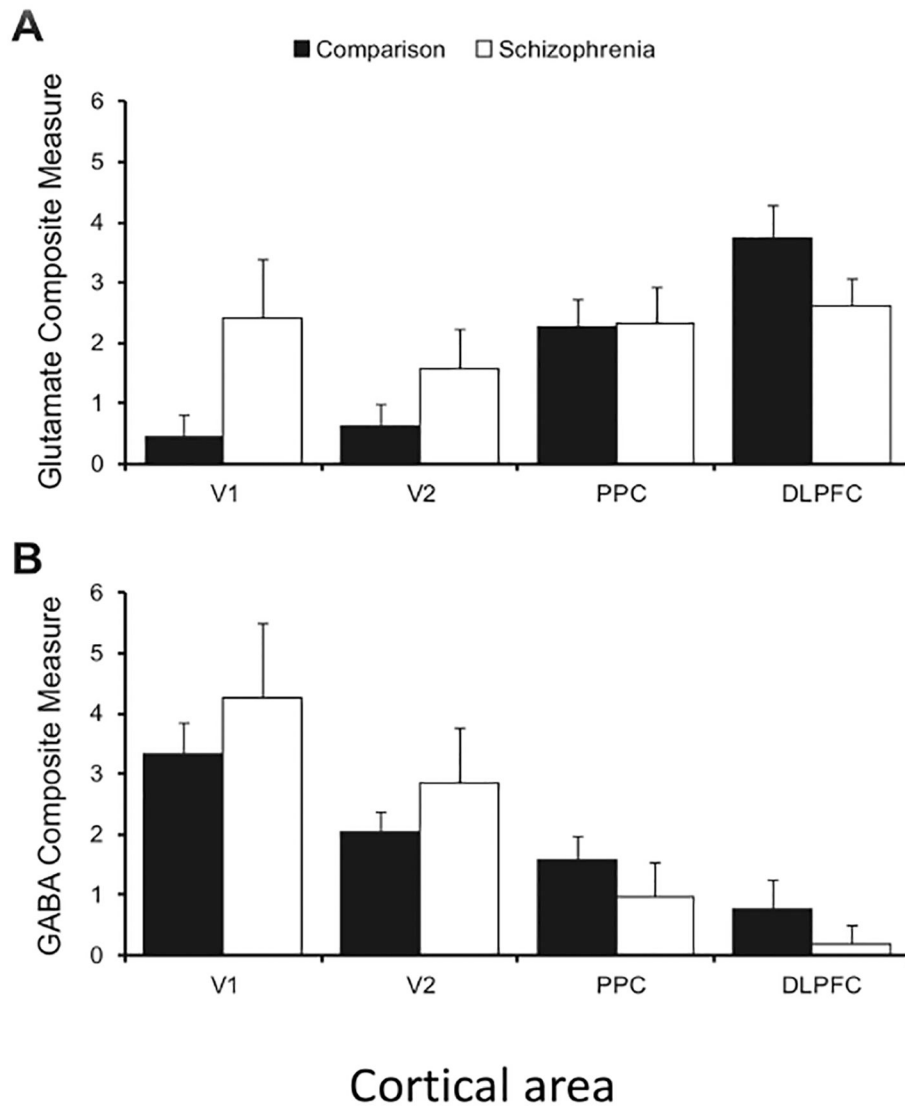 A
Comparison Schizophrenia
Glutamate Composite Measure
6
5
4
3
2
1
0
V1 V2 PPC DLPFC
B
GABA Composite Measure
6
5
4
3
2
1
0
V1 V2 PPC DLPFC
Cortical area